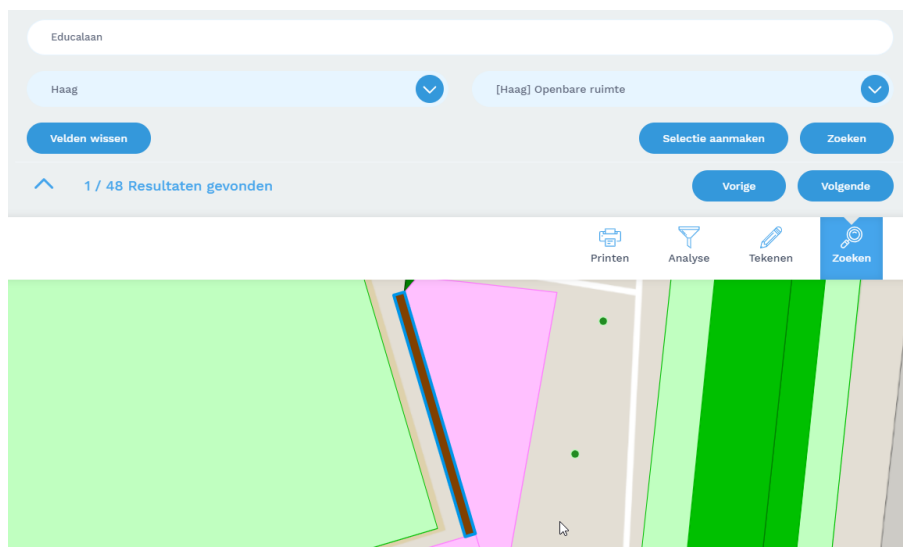 Educalaan
Haag
[Haag] Openbare ruimte
Velden wissen
Selectie aanmaken
Zoeken
1 / 48 Resultaten gevonden
Vorige
Volgende
Printen
Analyse
Tekenen
Zoeken